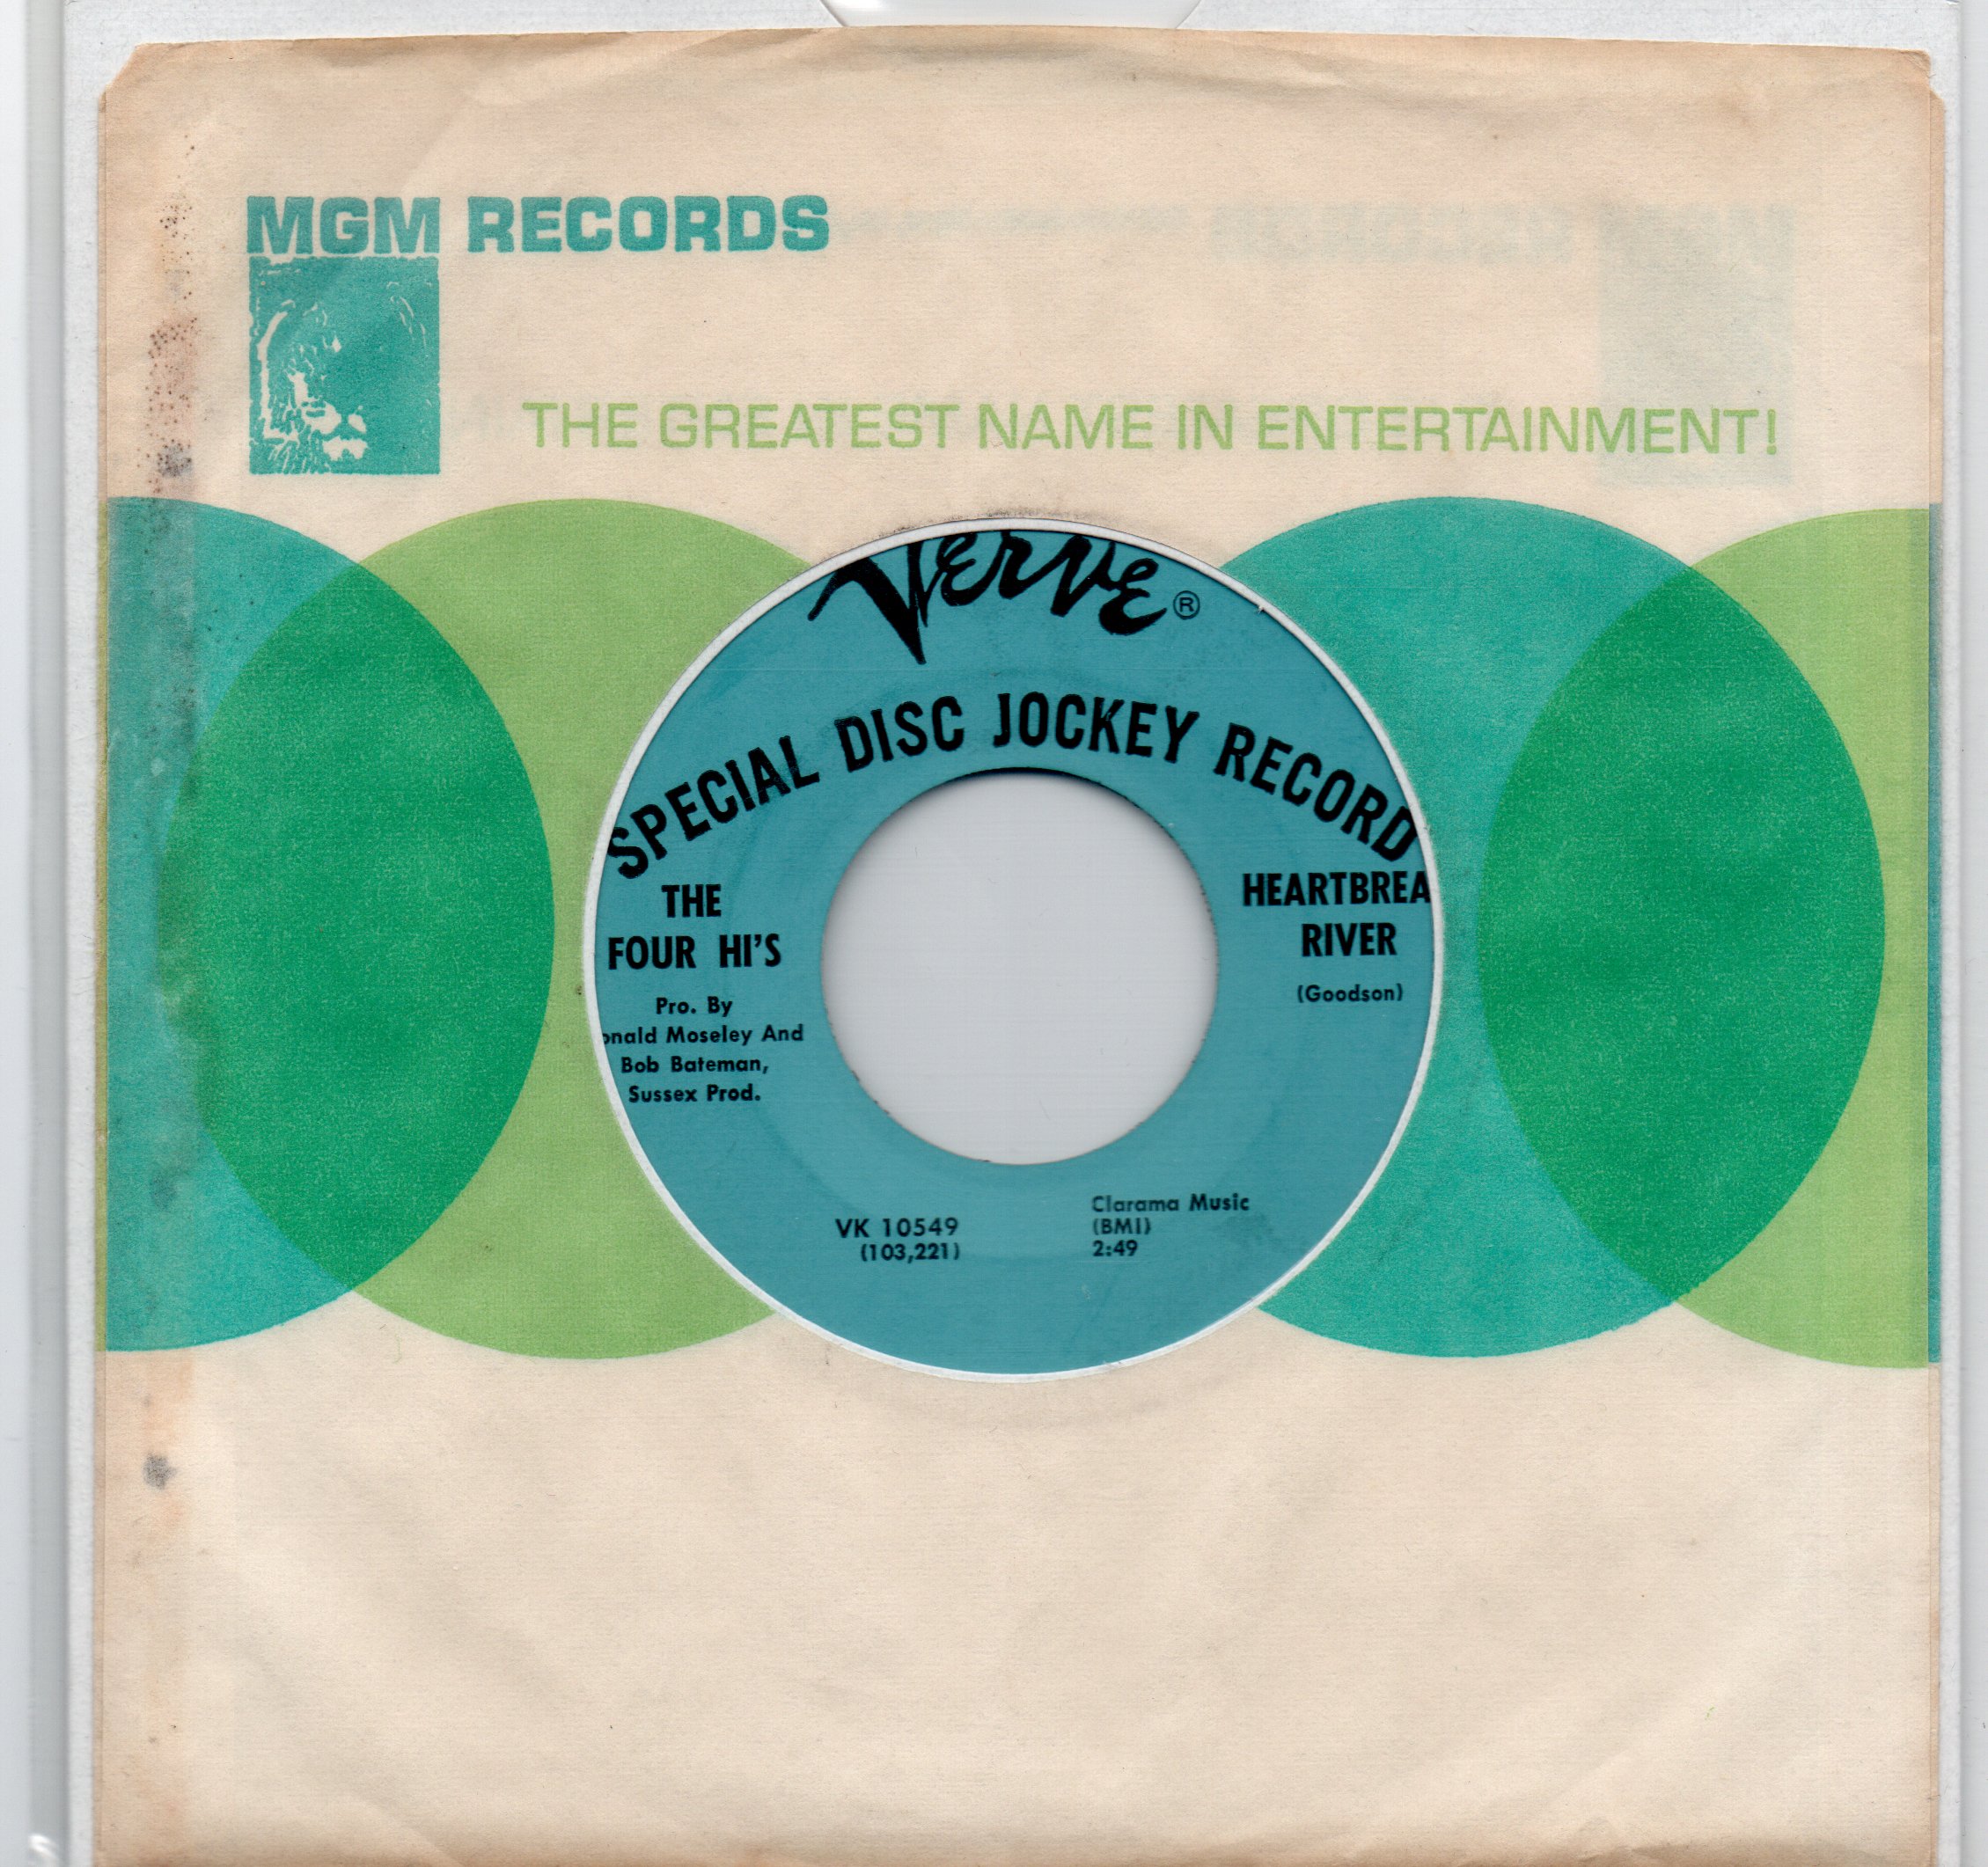 MGM RECORDS
THE GREATEST NAME IN ENTERTAINMENT!
Verve®
SPECIAL DISC JOCKEY RECORD
THE
FOUR HI'S
Pro. By
onald Moseley And
Bob Bateman,
Sussex Prod.
HEARTBREA
RIVER
(Goodson)
VK 10549
(103,221)
Clarama Music
(BMI)
2:49